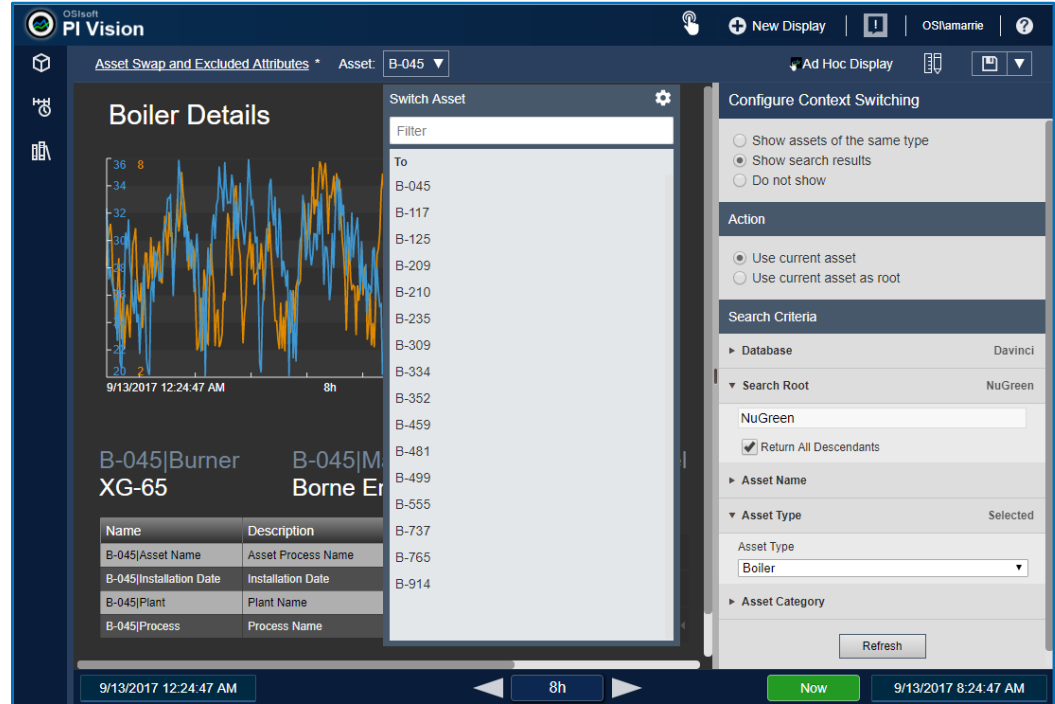 OSIsoft
PI Vision
New Display
OSI\amarrie
Asset Swap and Excluded Attributes * Asset: B-045
Ad Hoc Display
Boiler Details
36 8
34
32
30
28
22
20 2
9/13/2017 12:24:47 AM 8h
B-045|Burner B-045|M
XG-65 Borne En
Name Description
B-045|Asset Name Asset Process Name
B-045|Installation Date Installation Date
B-045|Plant Plant Name
B-045|Process Process Name
Switch Asset
Filter
To
B-045
B-117
B-125
B-209
B-210
B-235
B-309
B-334
B-352
B-459
B-481
B-499
B-555
B-737
B-765
B-914
Configure Context Switching
Show assets of the same type
Show search results
Do not show
Action
Use current asset
Use current asset as root
Search Criteria
Database Davinci
Search Root NuGreen
NuGreen
Return All Descendants
Asset Name
Asset Type Selected
Asset Type
Boiler
Asset Category
Refresh
9/13/2017 12:24:47 AM 8h Now 9/13/2017 8:24:47 AM